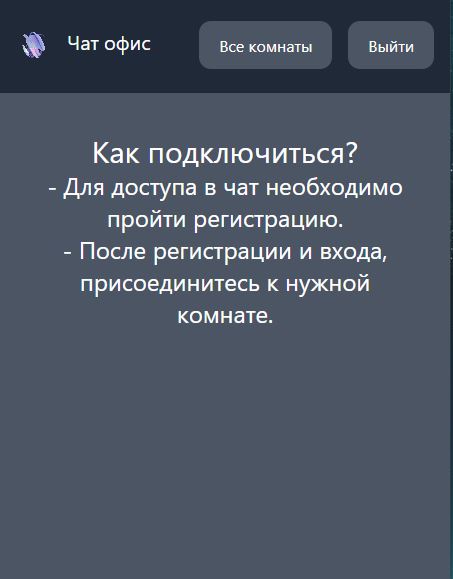 Чат офис
Все комнаты
Выйти
Как подключиться?
- Для доступа в чат необходимо
пройти регистрацию.
- После регистрации и входа,
присоединитесь к нужной
комнате.